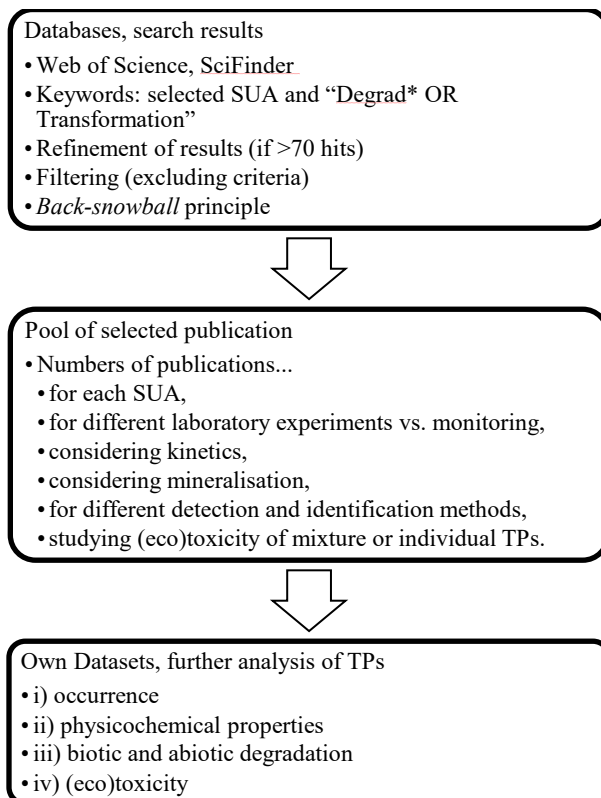 Databases, search results
• Web of Science, SciFinder
• Keywords: selected SUA and “Degrad* OR
Transformation”
• Refinement of results (if >70 hits)
• Filtering (excluding criteria)
• Back-snowball principle
Pool of selected publication
• Numbers of publications...
• for each SUA,
• for different laboratory experiments vs. monitoring,
• considering kinetics,
• considering mineralisation,
• for different detection and identification methods,
• studying (eco)toxicity of mixture or individual TPs.
Own Datasets, further analysis of TPs
• i) occurrence
• ii) physicochemical properties
• iii) biotic and abiotic degradation
• iv) (eco)toxicity